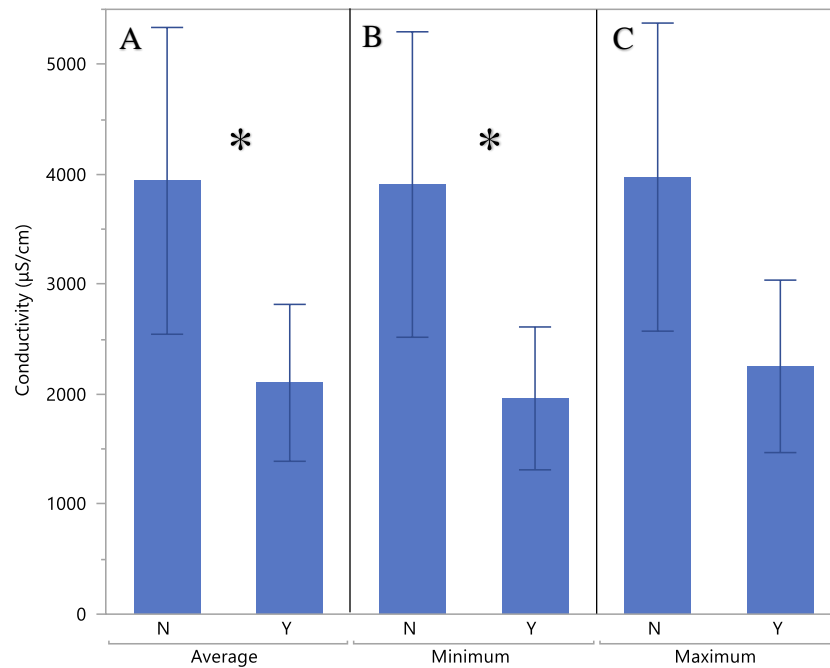 A B C
* *
5000
4000
3000
2000
1000
0
Conductivity (µS/cm)
N Y N Y N Y
Average Minimum Maximum